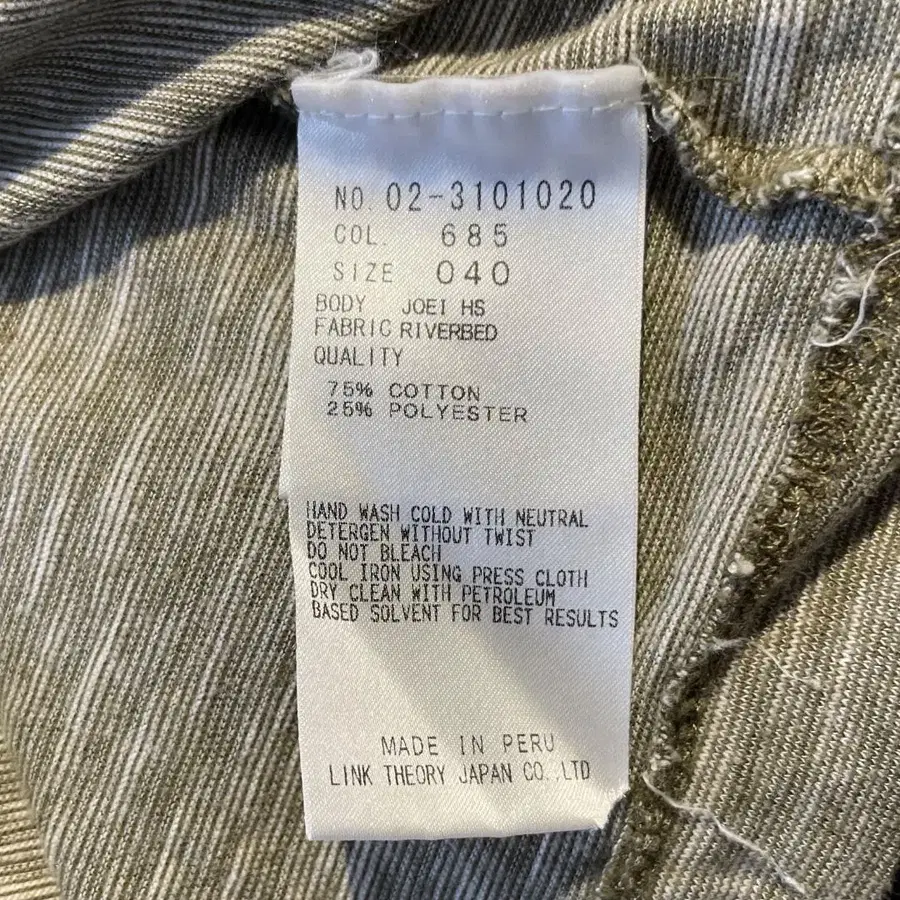 NO. 02-3101020
COL. 685
SIZE 040
BODY JOEI HS
FABRIC RIVERBED
QUALITY
75% COTTON
25% POLYESTER
HAND WASH COLD WITH NEUTRAL
DETERGEN WITHOUT TWIST
DO NOT BLEACH
COOL IRON USING PRESS CLOTH
DRY CLEAN WITH PETROLEUM
BASED SOLVENT FOR BEST RESULTS
MADE IN PERU
LINK THEORY JAPAN CO.,LTD